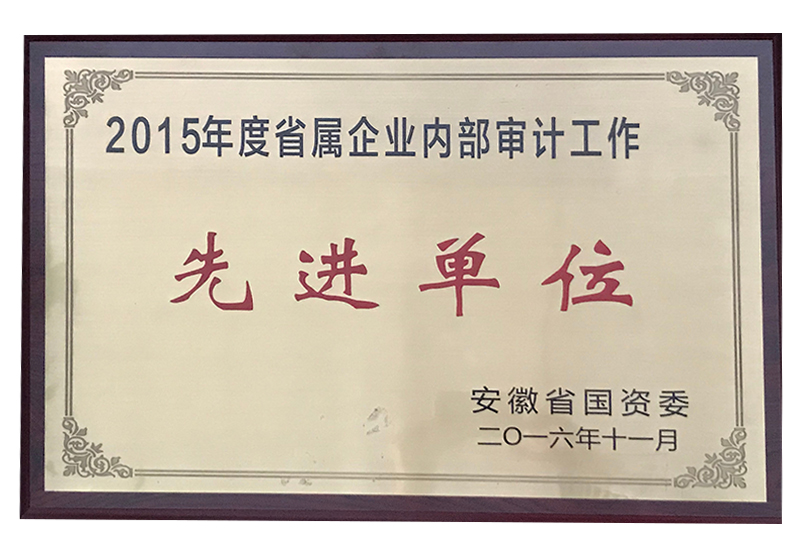 2015年度省属企业内部审计工作
先进单位
安徽省国资委
二O一六年十一月